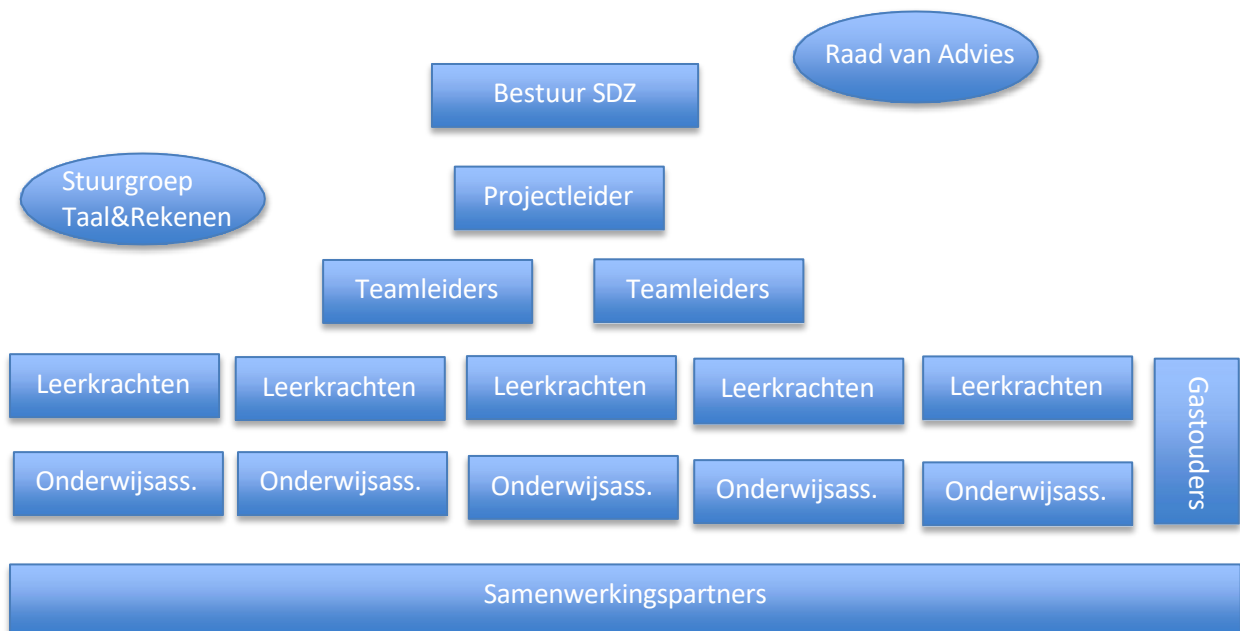 Raad van Advies
Bestuur SDZ
Stuurgroep
Taal&Rekenen
Projectleider
Teamleiders
Teamleiders
Leerkrachten
Leerkrachten
Leerkrachten
Leerkrachten
Leerkrachten
Gastouders
Onderwijsass.
Onderwijsass.
Onderwijsass.
Onderwijsass.
Onderwijsass.
Samenwerkingspartners